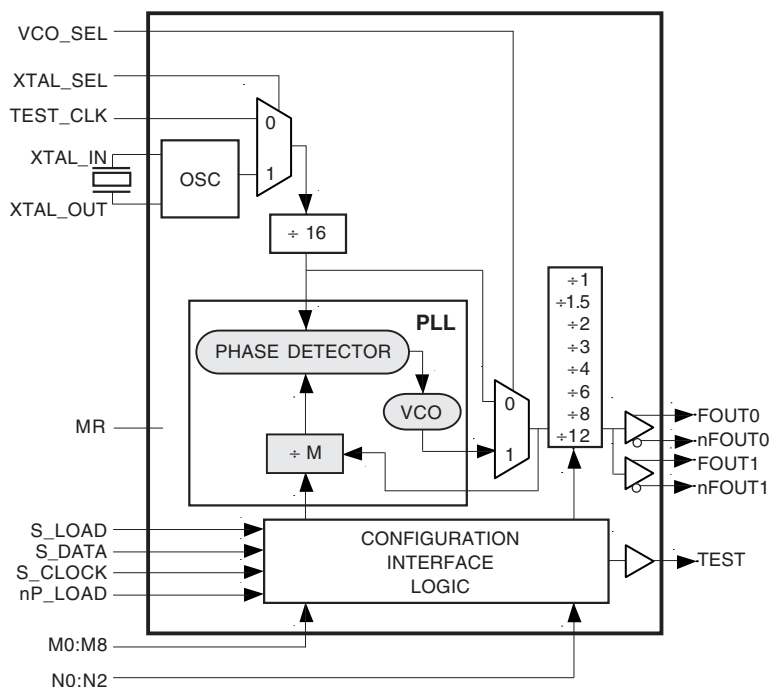 VCO_SEL
XTAL_SEL
TEST_CLK
0
XTAL_IN
OSC
1
XTAL_OUT
÷ 16
÷1
÷1.5
÷2
÷3
÷4
÷6
÷8
÷12
PLL
PHASE DETECTOR
VCO
0
1
FOUT0
nFOUT0
FOUT1
nFOUT1
MR
÷ M
S_LOAD
S_DATA
S_CLOCK
nP_LOAD
CONFIGURATION
INTERFACE
LOGIC
TEST
M0:M8
N0:N2